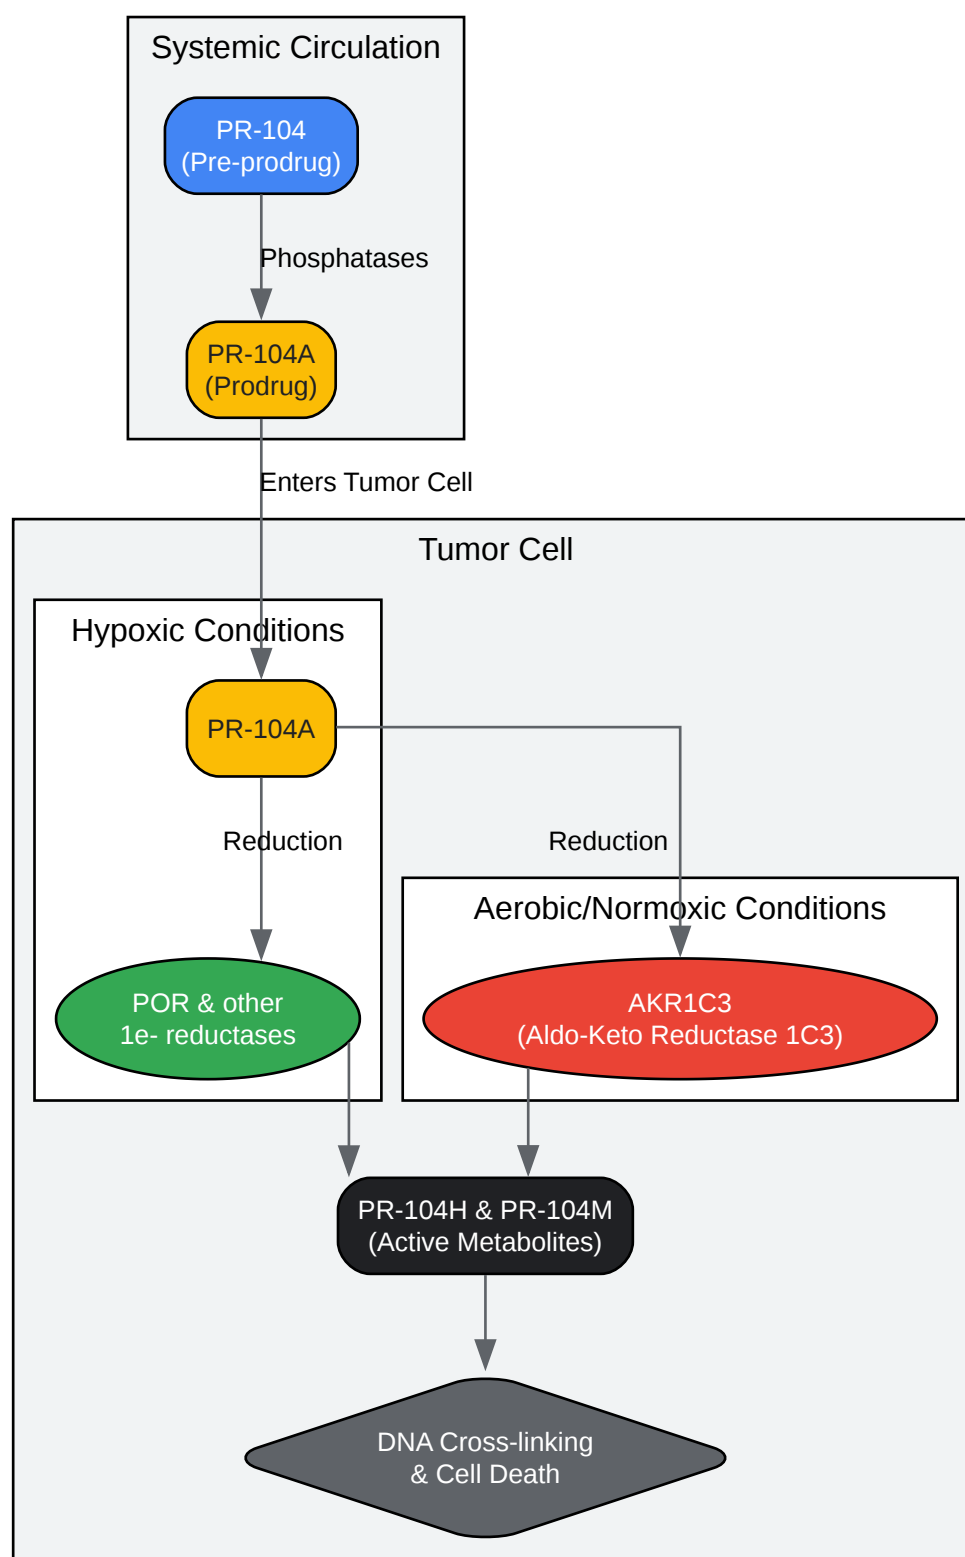 Systemic Circulation
PR-104
(Pre-prodrug)
Phosphatases
PR-104A
(Prodrug)
Enters Tumor Cell
Tumor Cell
Hypoxic Conditions
PR-104A
Reduction
Reduction
Aerobic/Normoxic Conditions
POR & other
1e- reductases
AKR1C3
(Aldo-Keto Reductase 1C3)
PR-104H & PR-104M
(Active Metabolites)
DNA Cross-linking
& Cell Death